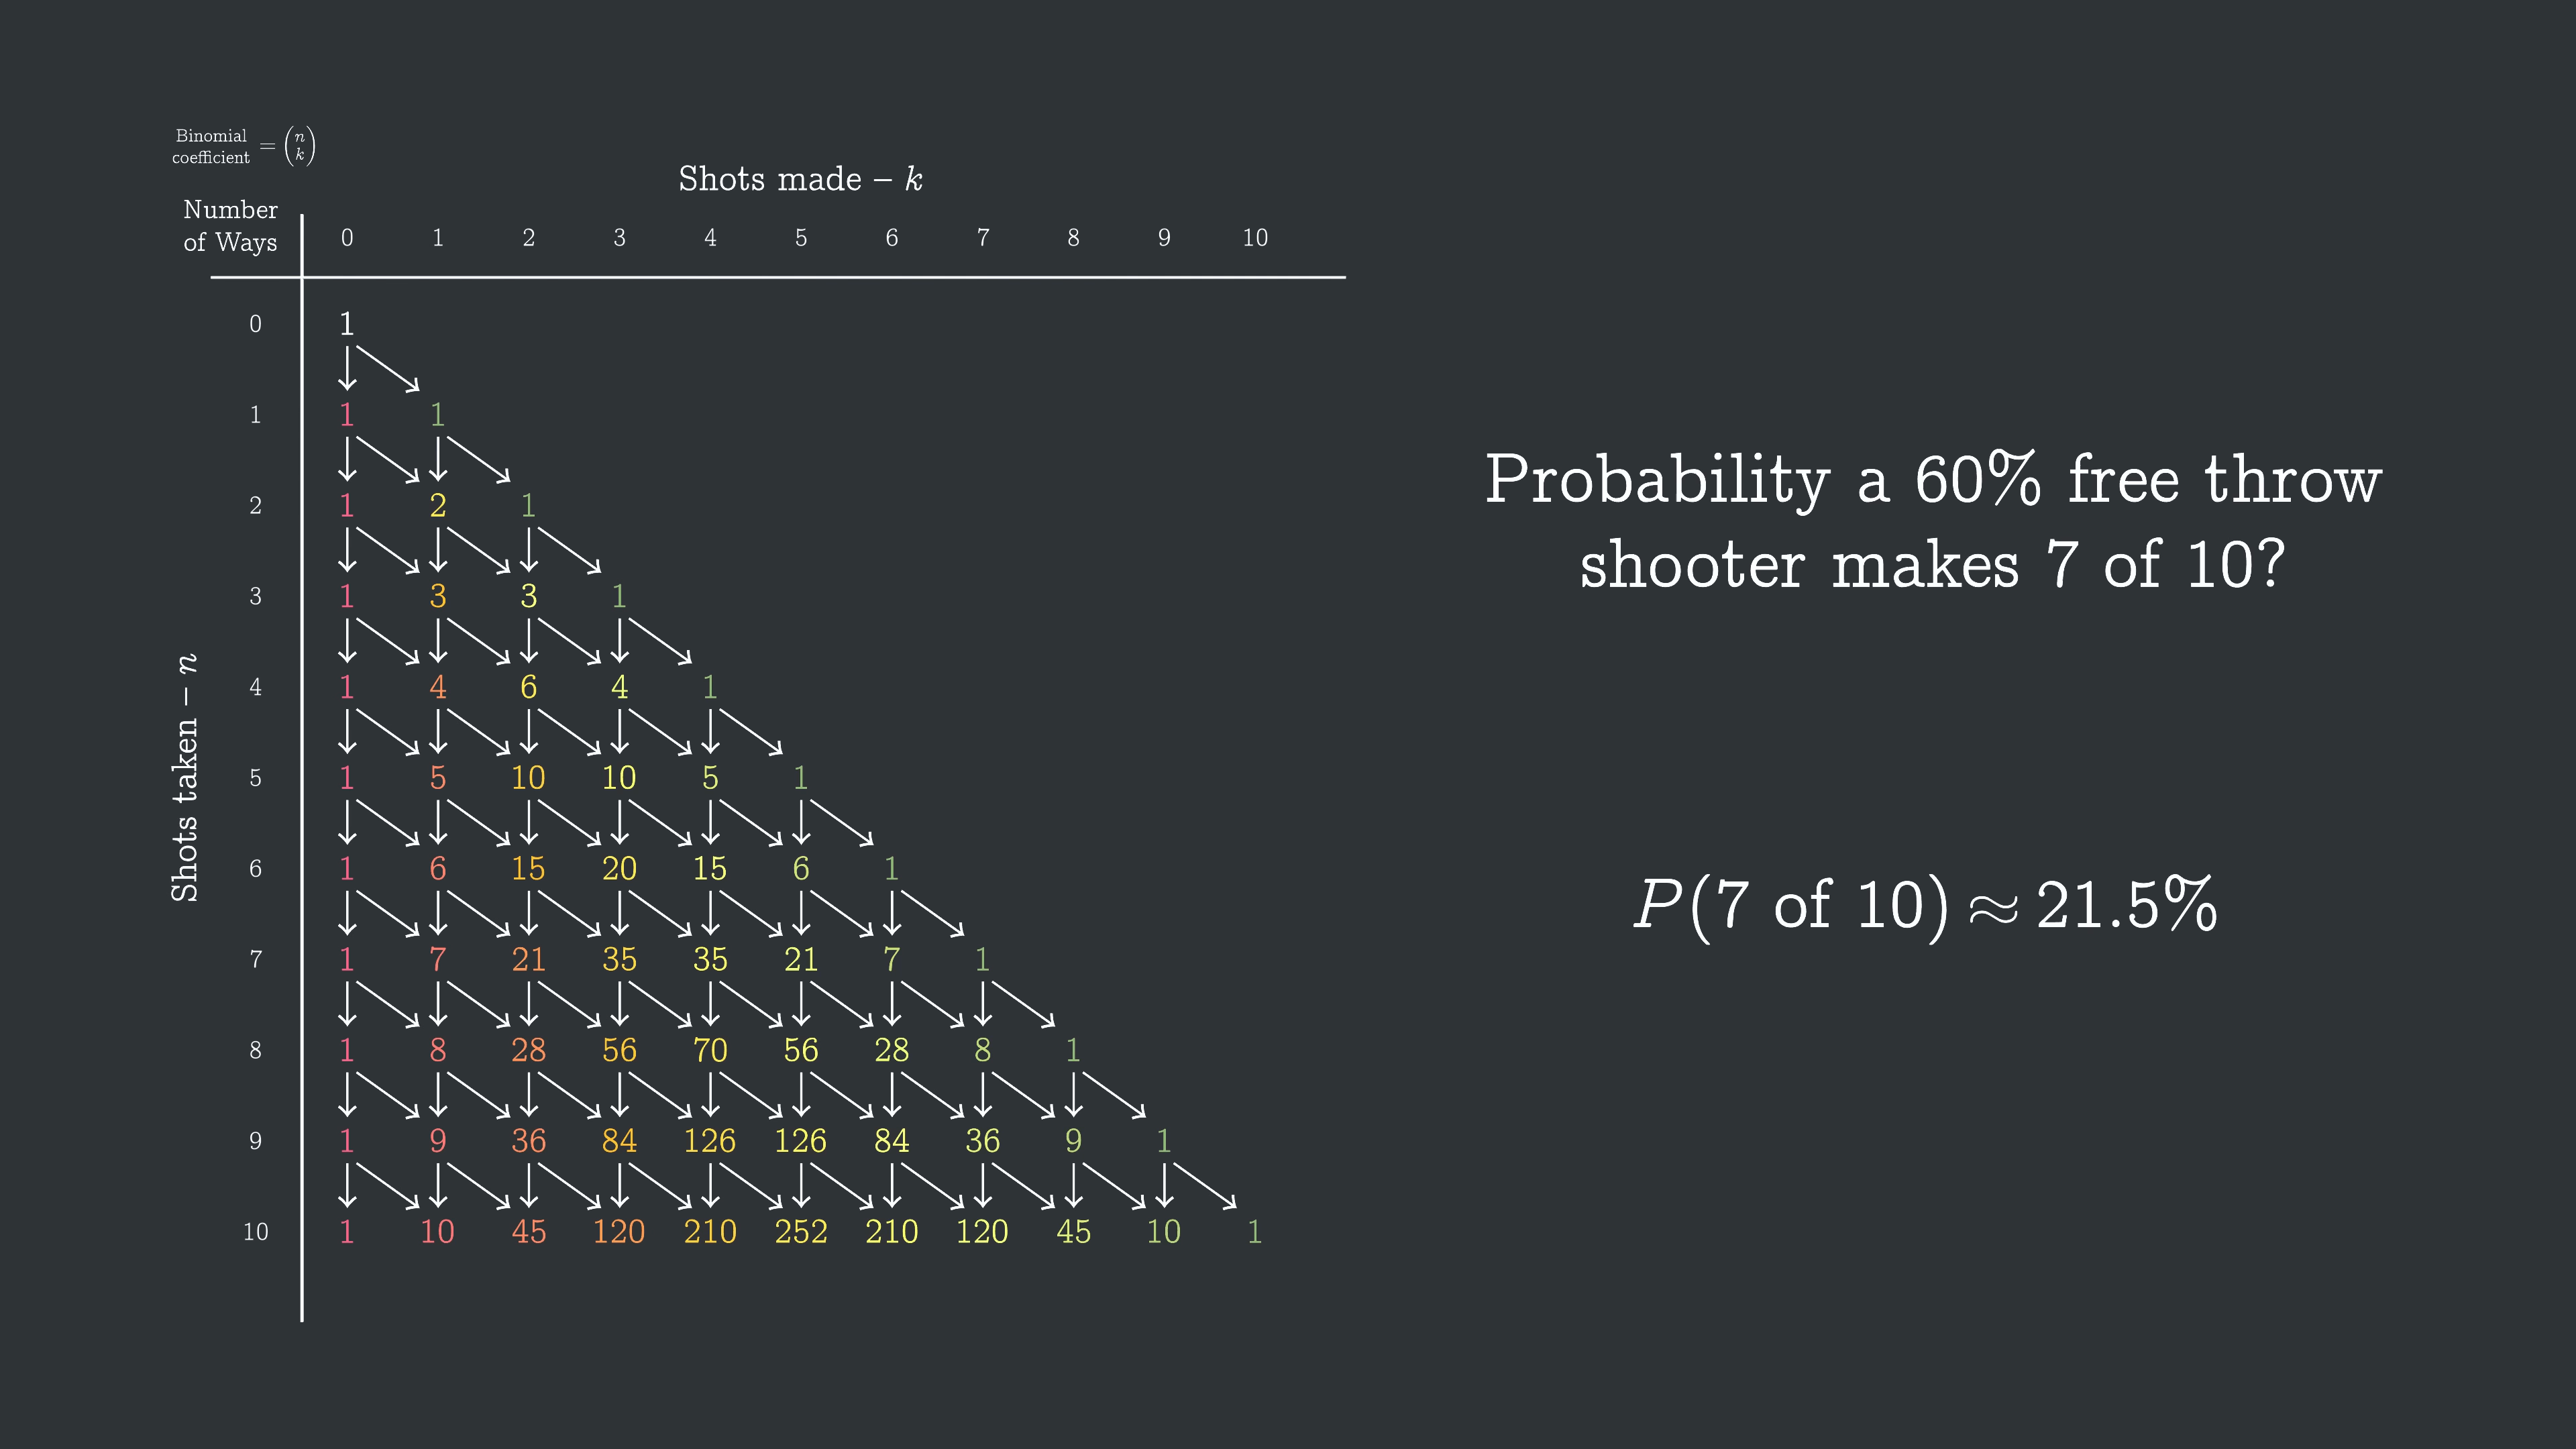 Binomial
coefficient = (n k)
Shots made – k
Number
of Ways
0 1 2 3 4 5 6 7 8 9 10
Shots taken – n
0 1
1 1 1
2 1 2 1
3 1 3 3 1
4 1 4 6 4 1
5 1 5 10 10 5 1
6 1 6 15 20 15 6 1
7 1 7 21 35 35 21 7 1
8 1 8 28 56 70 56 28 8 1
9 1 9 36 84 126 126 84 36 9 1
10 1 10 45 120 210 252 210 120 45 10 1
Probability a 60% free throw
shooter makes 7 of 10?
P(7 of 10) ≈ 21.5%